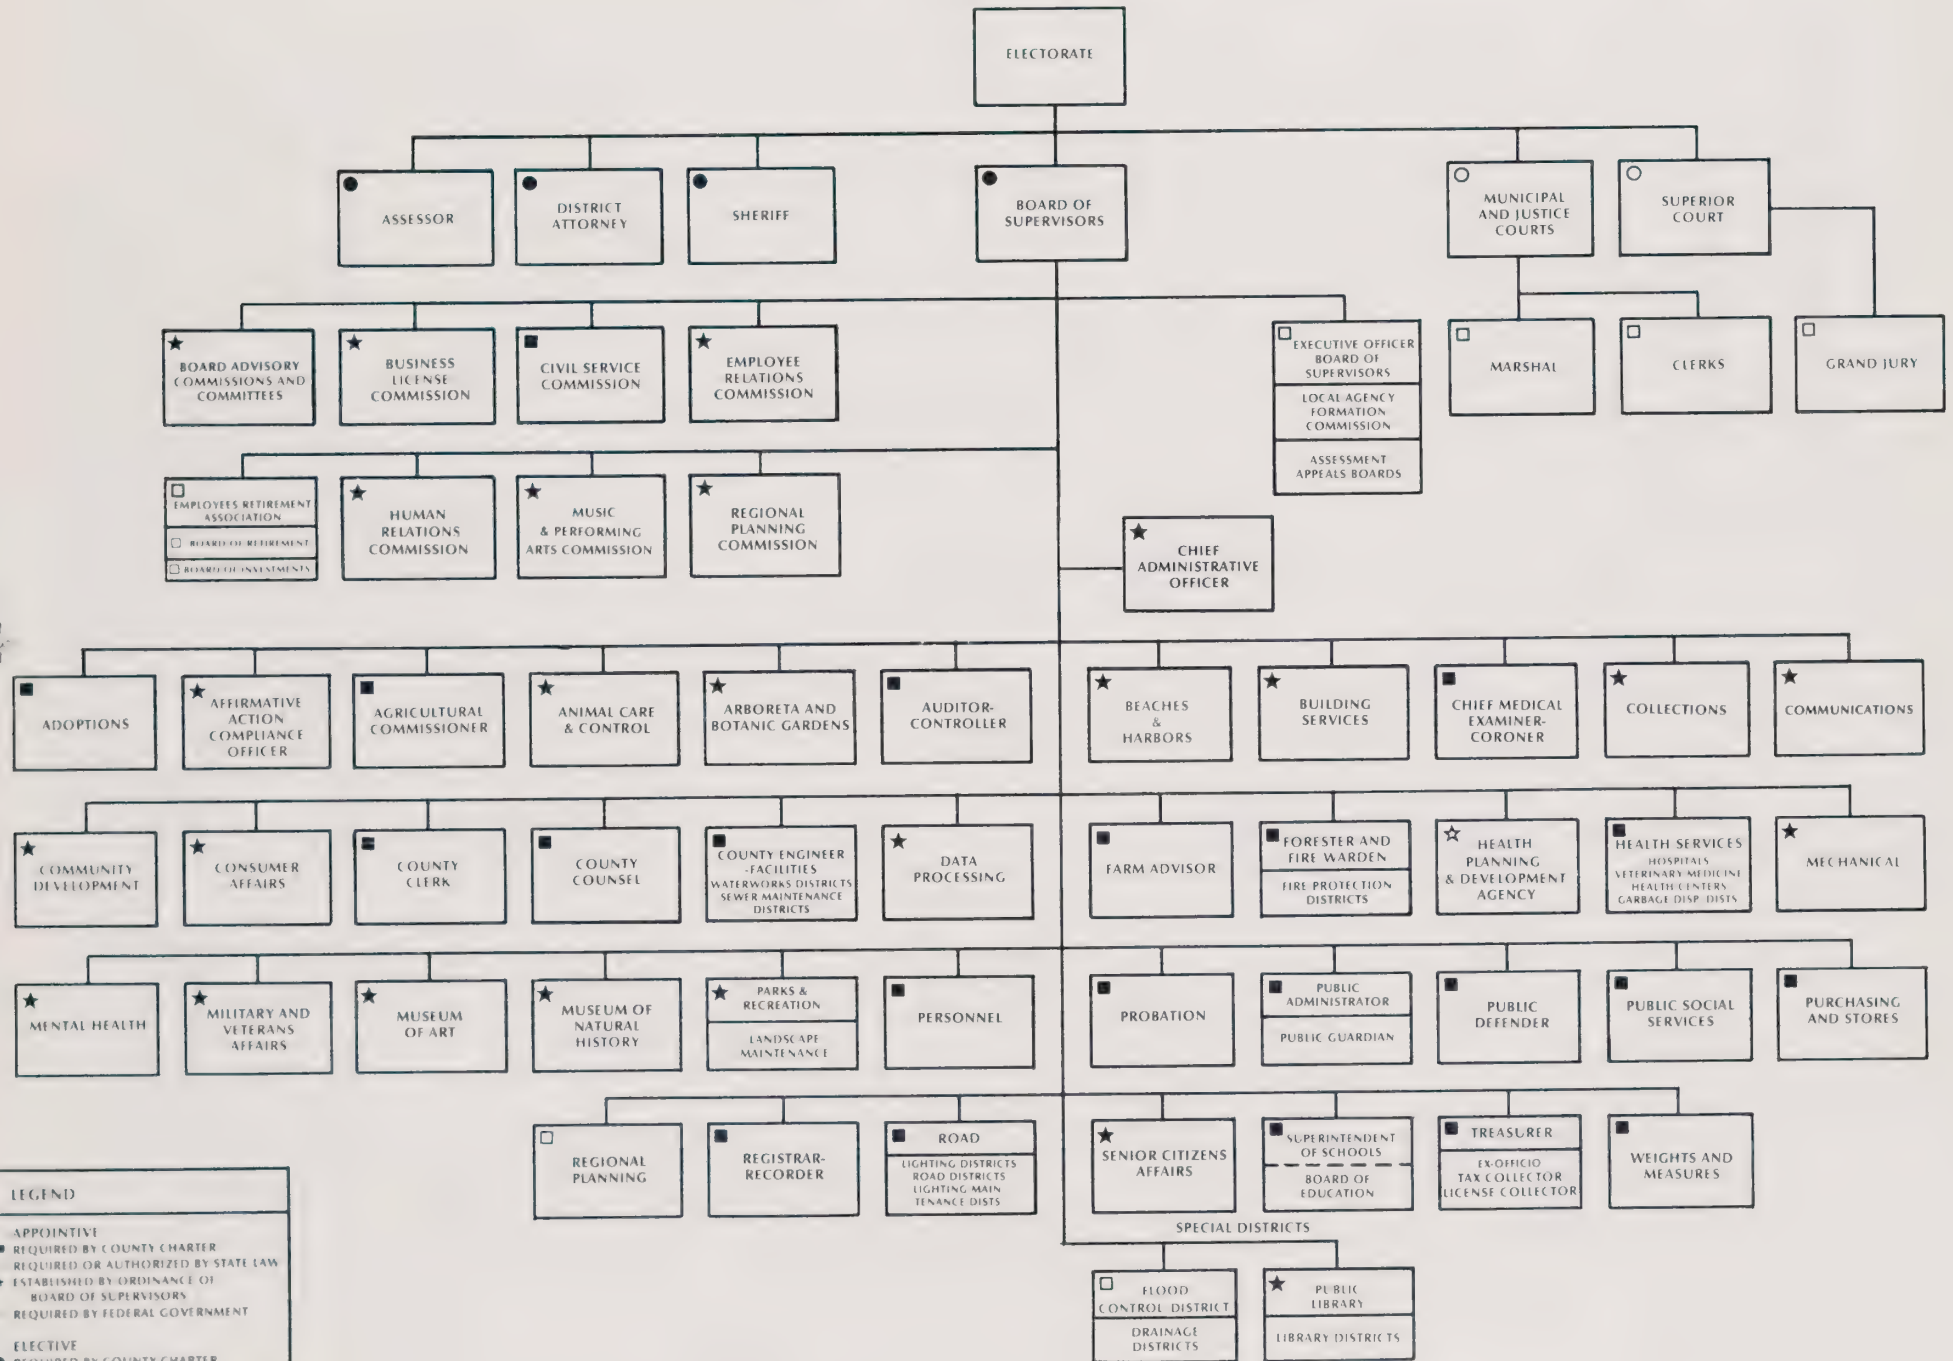 ELECTORATE
ASSESSOR
DISTRICT
ATTORNEY
SHERIFF
BOARD OF
SUPERVISORS
MUNICIPAL
AND JUSTICE
COURTS
SUPERIOR
COURT
BOARD ADVISORY
COMMISSIONS AND
COMMITTEES
BUSINESS
LICENSE
COMMISSION
CIVIL SERVICE
COMMISSION
EMPLOYEE
RELATIONS
COMMISSION
EXECUTIVE OFFICER
BOARD OF
SUPERVISORS
LOCAL AGENCY
FORMATION
COMMISSION
ASSESSMENT
APPEALS BOARDS
MARSHAL
CLERKS
GRAND JURY
EMPLOYEES RETIREMENT
ASSOCIATION
BOARD OF RETIREMENT
BOARD OF INVESTMENTS
HUMAN
RELATIONS
COMMISSION
MUSIC
& PERFORMING
ARTS COMMISSION
REGIONAL
PLANNING
COMMISSION
CHIEF
ADMINISTRATIVE
OFFICER
ADOPTIONS
AFFIRMATIVE
ACTION
COMPLIANCE
OFFICER
AGRICULTURAL
COMMISSIONER
ANIMAL CARE
& CONTROL
ARBORETA AND
BOTANIC GARDENS
AUDITOR-
CONTROLLER
BEACHES
&
HARBORS
BUILDING
SERVICES
CHIEF MEDICAL
EXAMINER-
CORONER
COLLECTIONS
COMMUNICATIONS
COMMUNITY
DEVELOPMENT
CONSUMER
AFFAIRS
COUNTY
CLERK
COUNTY
COUNSEL
COUNTY ENGINEER
-FACILITIES
WATERWORKS DISTRICTS
SEWER MAINTENANCE
DISTRICTS
DATA
PROCESSING
FARM ADVISOR
FORESTER AND
FIRE WARDEN
FIRE PROTECTION
DISTRICTS
HEALTH
PLANNING
& DEVELOPMENT
AGENCY
HEALTH SERVICES
HOSPITALS
VETERINARY MEDICINE
HEALTH CENTERS
GARBAGE DISP. DISTS
MECHANICAL
MENTAL HEALTH
MILITARY AND
VETERANS
AFFAIRS
MUSEUM
OF ART
MUSEUM OF
NATURAL
HISTORY
PARKS &
RECREATION
LANDSCAPE
MAINTENANCE
PERSONNEL
PROBATION
PUBLIC
ADMINISTRATOR
PUBLIC GUARDIAN
PUBLIC
DEFENDER
PUBLIC SOCIAL
SERVICES
PURCHASING
AND STORES
REGIONAL
PLANNING
REGISTRAR-
RECORDER
ROAD
LIGHTING DISTRICTS
ROAD DISTRICTS
LIGHTING MAIN
TENANCE DISTS
SENIOR CITIZENS
AFFAIRS
SUPERINTENDENT
OF SCHOOLS
BOARD OF
EDUCATION
TREASURER
EX-OFFICIO
TAX COLLECTOR
LICENSE COLLECTOR
WEIGHTS AND
MEASURES
SPECIAL DISTRICTS
FLOOD
CONTROL DISTRICT
DRAINAGE
DISTRICTS
PUBLIC
LIBRARY
LIBRARY DISTRICTS
LEGEND
APPOINTIVE
REQUIRED BY COUNTY CHARTER
REQUIRED OR AUTHORIZED BY STATE LAW
ESTABLISHED BY ORDINANCE OF
BOARD OF SUPERVISORS
REQUIRED BY FEDERAL GOVERNMENT
ELECTIVE
REQUIRED BY COUNTY CHARTER